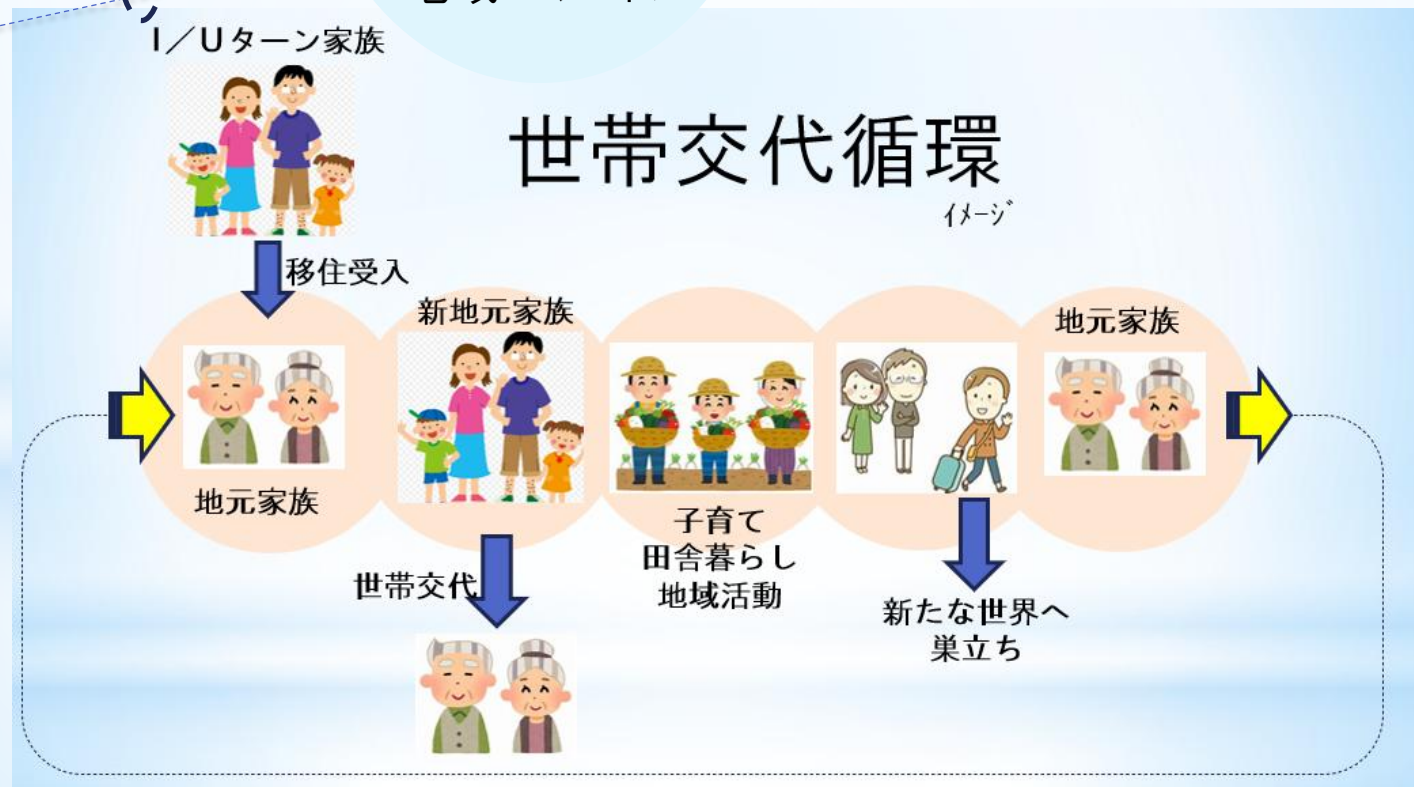 I/Uターン家族
世帯交代循環
ｲﾒｰｼﾞ
移住受入
新地元家族
地元家族
地元家族
子育て
田舎暮らし
地域活動
世帯交代
新たな世界へ
巣立ち